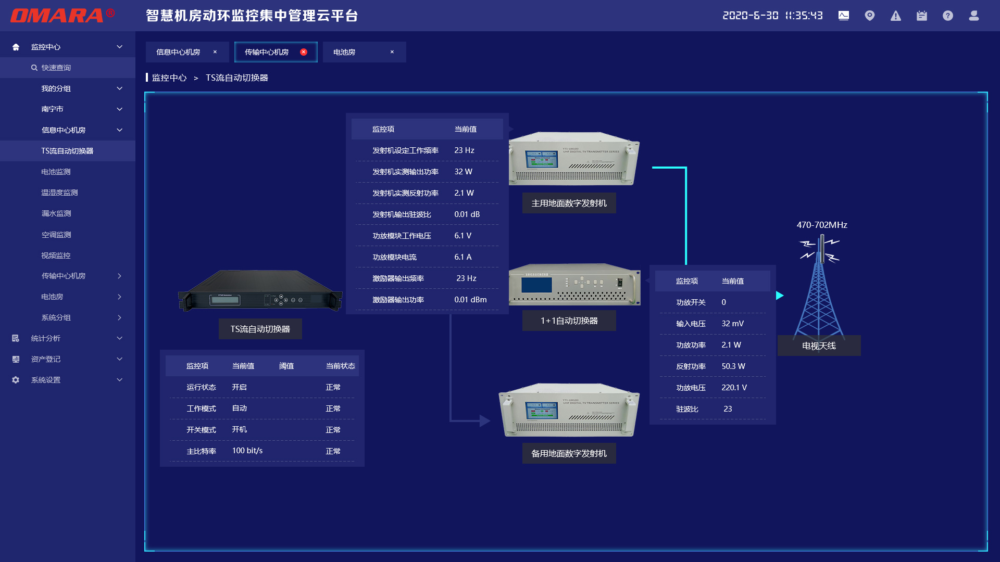 OMARA®
智慧机房动环监控集中管理云平台
2020-6-30 11:35:43
监控中心
快速查询
我的分组
南宁市
信息中心机房
TS流自动切换器
电池监测
温湿度监测
漏水监测
空调监测
视频监控
传输中心机房
电池房
系统分组
统计分析
资产登记
系统设置
信息中心机房 ×
传输中心机房 ×
电池房 ×
监控中心 > TS流自动切换器
监控项 当前值
发射机设定工作频率 23 Hz
发射机实测输出功率 32 W
发射机实测反射功率 2.1 W
发射机输出驻波比 0.01 dB
功放模块工作电压 6.1 V
功放模块电流 6.1 A
激励器输出频率 23 Hz
激励器输出功率 0.01 dBm
YTI-U8100
UHF DIGITAL TV TRANSMITTER SERIES
主用地面数字发射机
1+1自动切换器
YTI-U8100
UHF DIGITAL TV TRANSMITTER SERIES
备用地面数字发射机
TS流自动切换器
监控项 当前值 阈值 当前状态
运行状态 开启 正常
工作模式 自动 正常
开关模式 开机 正常
主比特率 100 bit/s 正常
监控项 当前值
功放开关 0
输入电压 32 mV
功放功率 2.1 W
反射功率 50.3 W
功放电压 220.1 V
驻波比 23
470-702MHz
电视天线